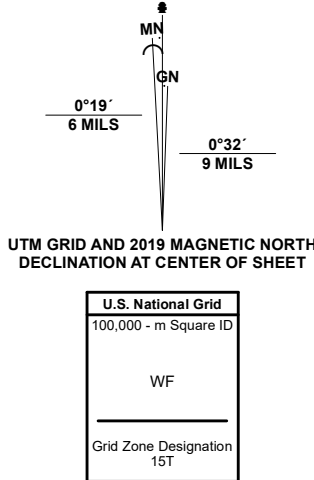 MN
GN
0°19´
6 MILS
0°32´
9 MILS
UTM GRID AND 2019 MAGNETIC NORTH
DECLINATION AT CENTER OF SHEET
U.S. National Grid
100,000 - m Square ID
WF
Grid Zone Designation
15T